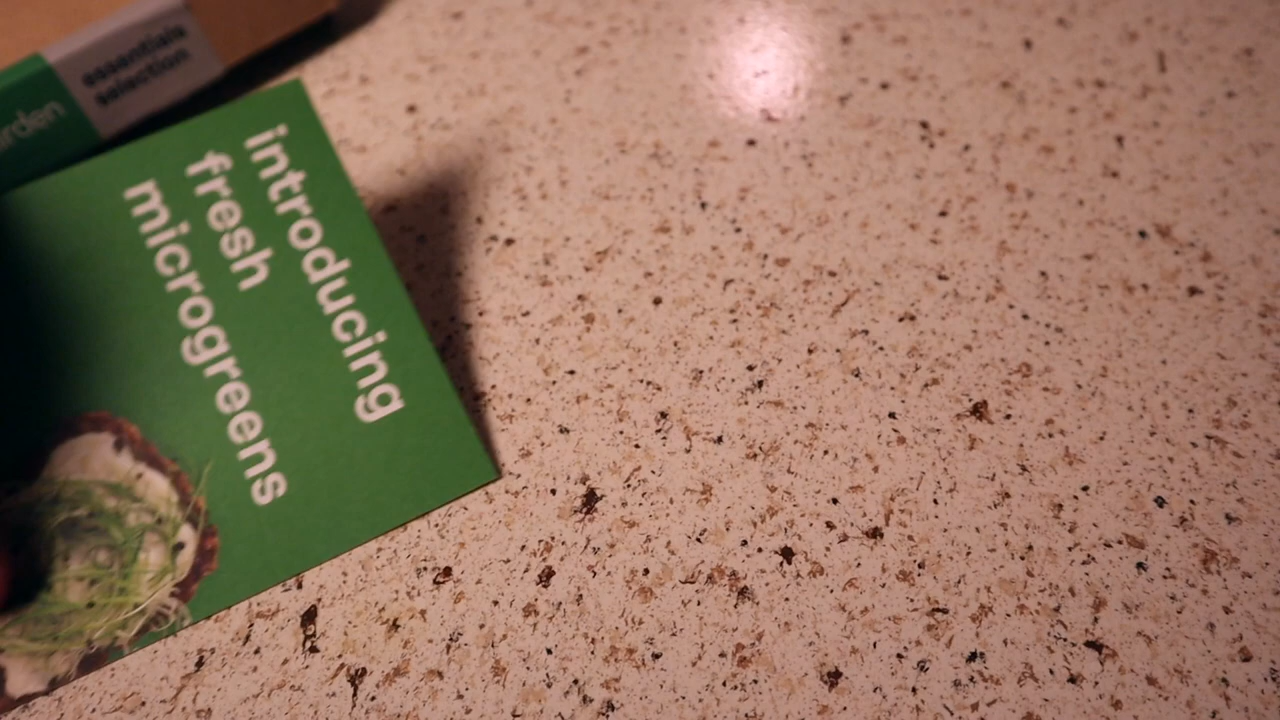 essentials
selection
introducing
fresh
microgreens